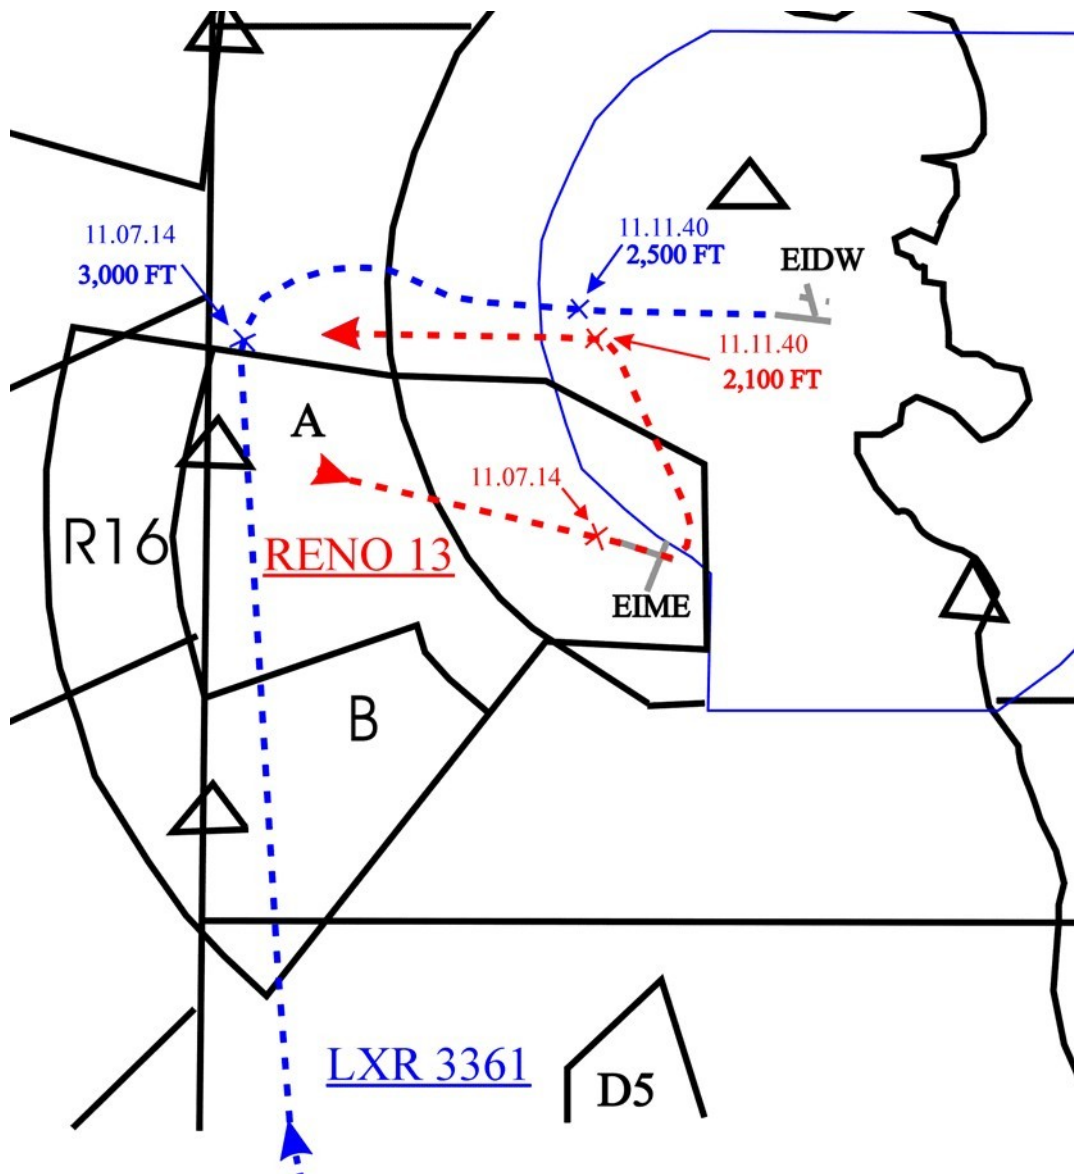 11.07.14
3,000 FT
11.11.40
2,500 FT
EIDW
11.11.40
2,100 FT
A
11.07.14
R16
RENO 13
EIME
B
LXR 3361
D5